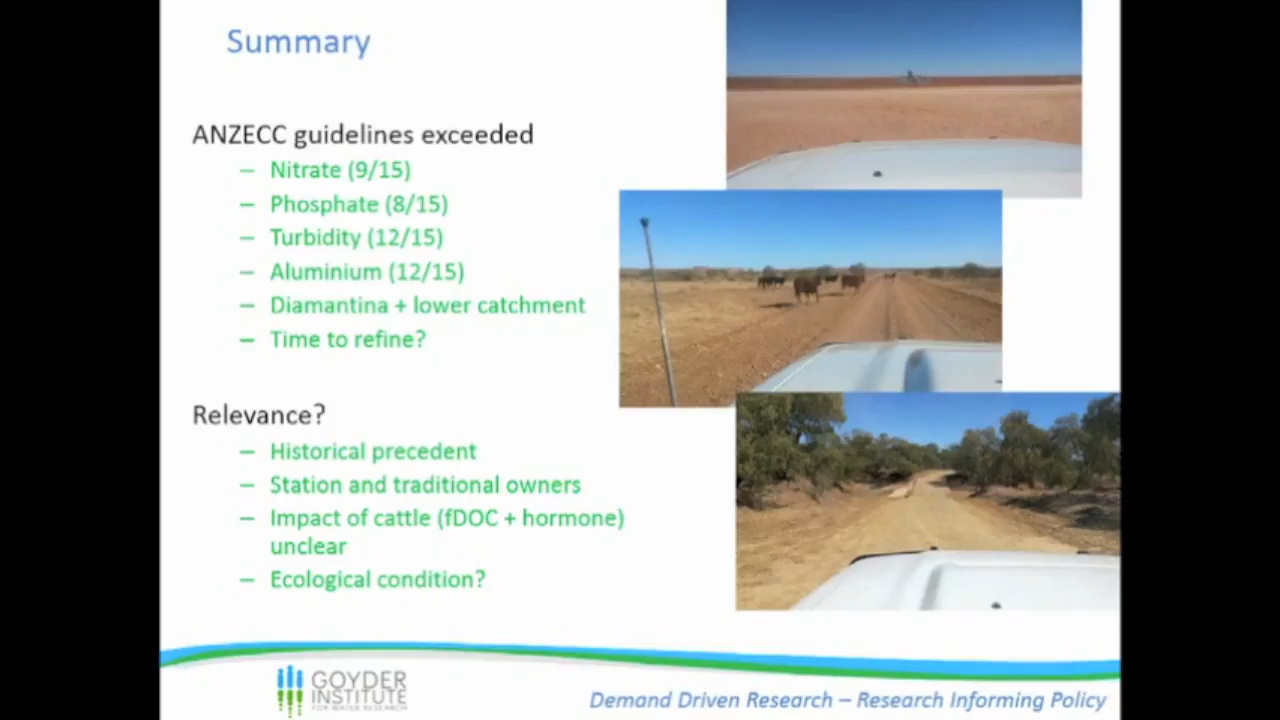 Summary
ANZECC guidelines exceeded
– Nitrate (9/15)
– Phosphate (8/15)
– Turbidity (12/15)
– Aluminium (12/15)
– Diamantina + lower catchment
– Time to refine?
Relevance?
– Historical precedent
– Station and traditional owners
– Impact of cattle (fDOC + hormone)
unclear
– Ecological condition?
GOYDER
INSTITUTE
FOR WATER RESEARCH
Demand Driven Research – Research Informing Policy